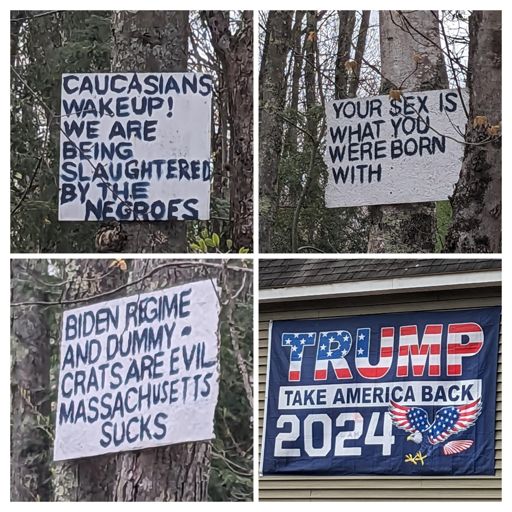 CAUCASIANS
WAKEUP!
WE ARE
BEING
SLAUGHTERED
BY THE
NEGROES
YOUR SEX IS
WHAT YOU
WERE BORN
WITH
BIDEN REGIME
AND DUMMY-
CRATS ARE EVIL
MASSACHUSETTS
SUCKS
TRUMP
TAKE AMERICA BACK
2024